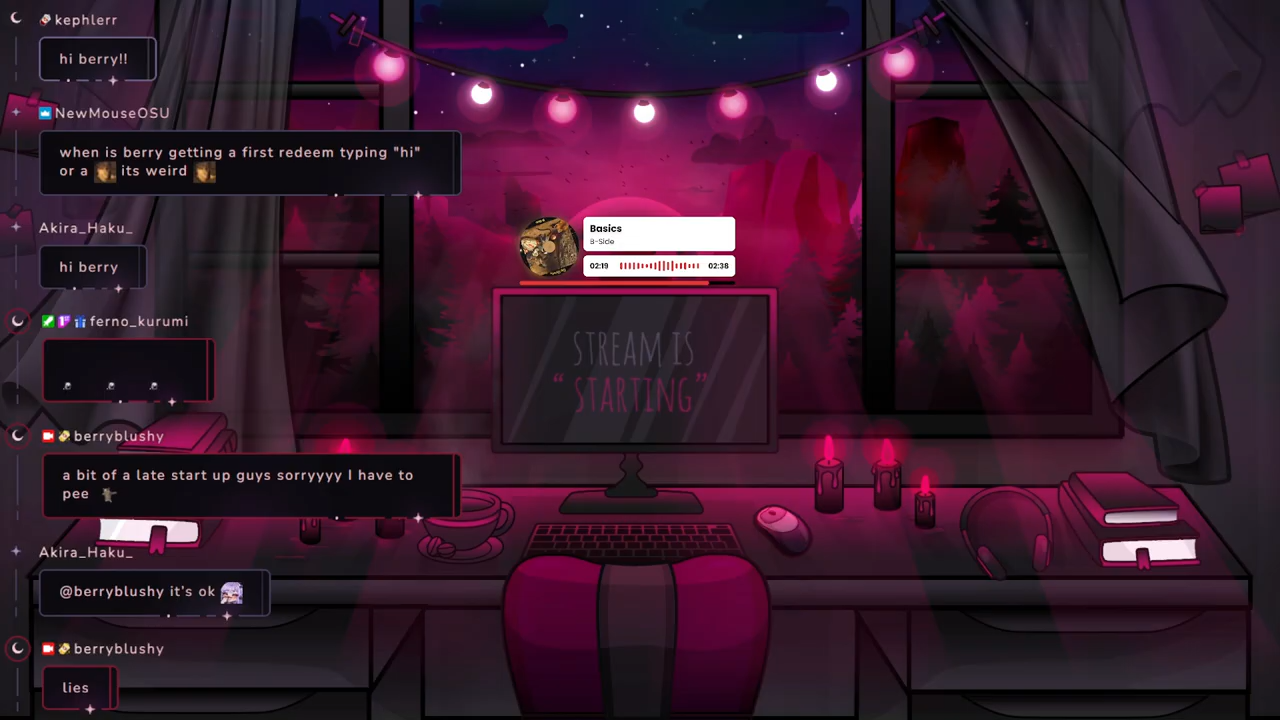 kephlerr
hi berry!!
NewMouseOSU
when is berry getting a first redeem typing "hi"
or a its weird
Akira_Haku_
hi berry
ferno_kurumi
berryblushy
a bit of a late start up guys sorryyyy I have to
pee
Akira_Haku_
@berryblushy it's ok
berryblushy
lies
Basics
B-Side
02:19 02:38
STREAM IS
“ STARTING”